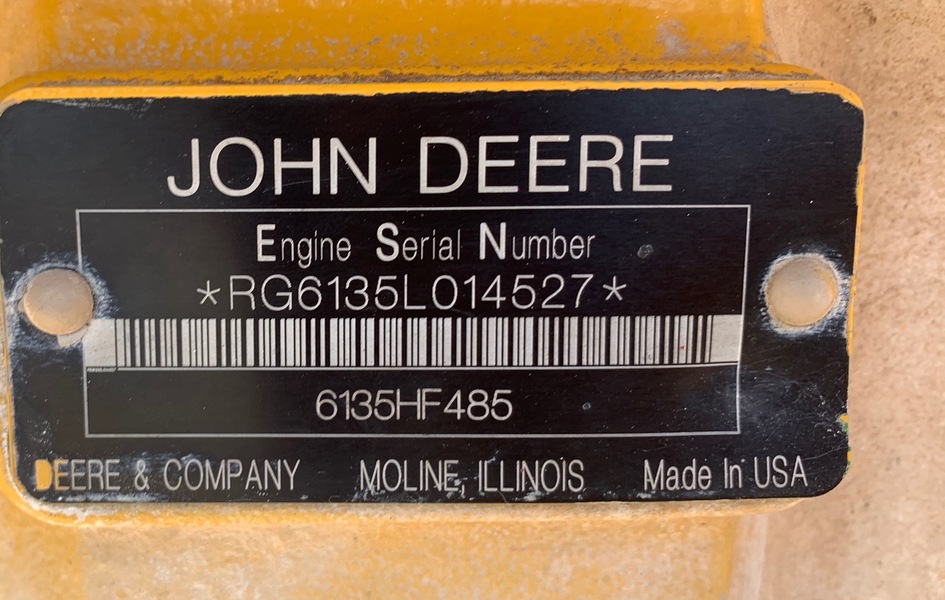 JOHN DEERE
Engine Serial Number
*RG6135L014527*
6135HF485
DEERE & COMPANY MOLINE, ILLINOIS Made In USA